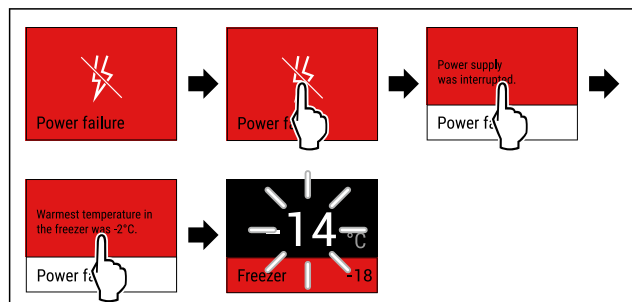 Power failure
Power fa
Power supply
was interrupted.
Power fa
Warmest temperature in
the freezer was -2°C.
Power fa
-14 °C
Freezer -18